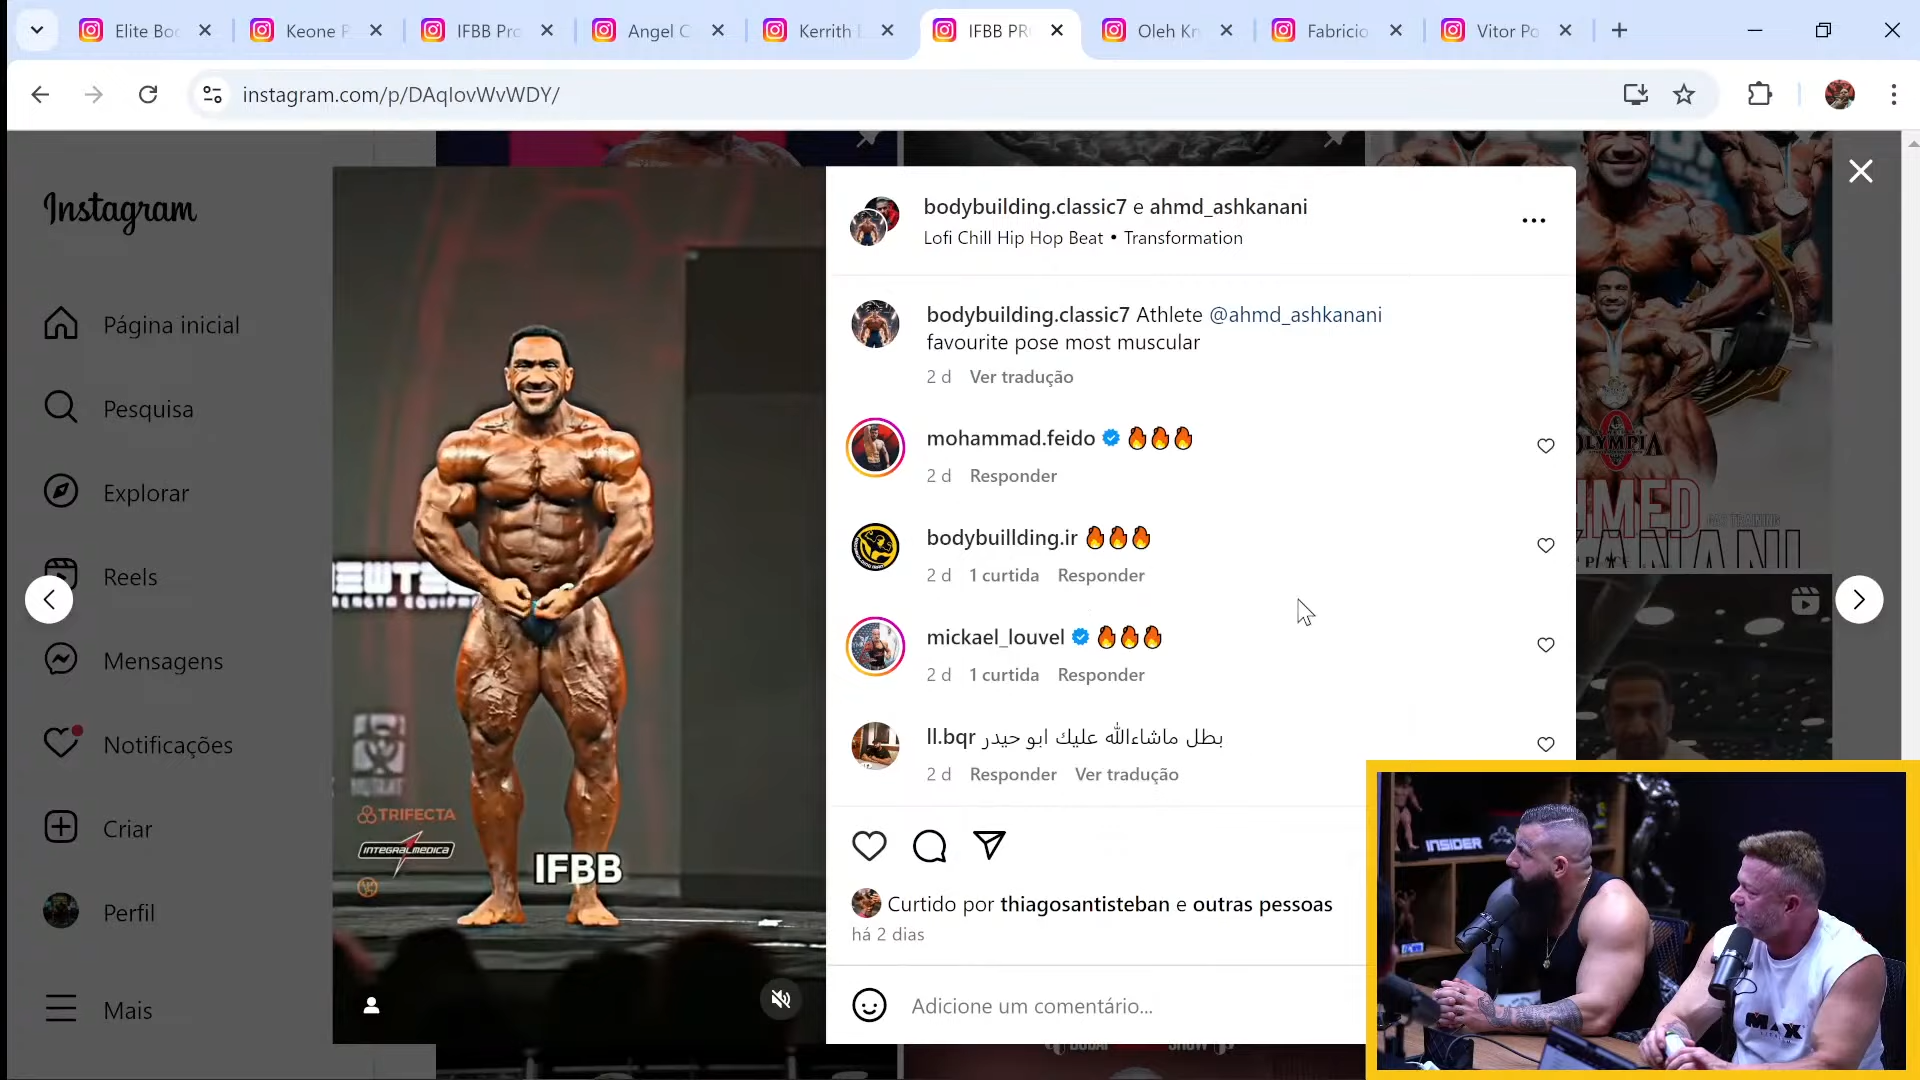 Elite Boo
Keone P
IFBB Pro
Angel C
Kerrith
IFBB PR
Oleh Kr
Fabricio
Vitor Po
instagram.com/p/DAqIovWvWDY/
Instagram
Página inicial
Pesquisa
Explorar
Reels
Mensagens
Notificações
Criar
Perfil
Mais
TRIFECTA
INTEGRALMEDICA
IFBB
bodybuilding.classic7 e ahmd_ashkanani
Lofi Chill Hip Hop Beat • Transformation
bodybuilding.classic7 Athlete @ahmd_ashkanani
favourite pose most muscular
2 d Ver tradução
mohammad.feido 🔥🔥🔥
2 d Responder
bodybuillding.ir 🔥🔥🔥
2 d 1 curtida Responder
mickael_louvel 🔥🔥🔥
2 d 1 curtida Responder
ll.bqr بطل ماشاءالله عليك ابو حيدر
2 d Responder Ver tradução
Curtido por thiagosantisteban e outras pessoas
há 2 dias
Adicione um comentário...
OLYMPIA
INSIDER
MAX